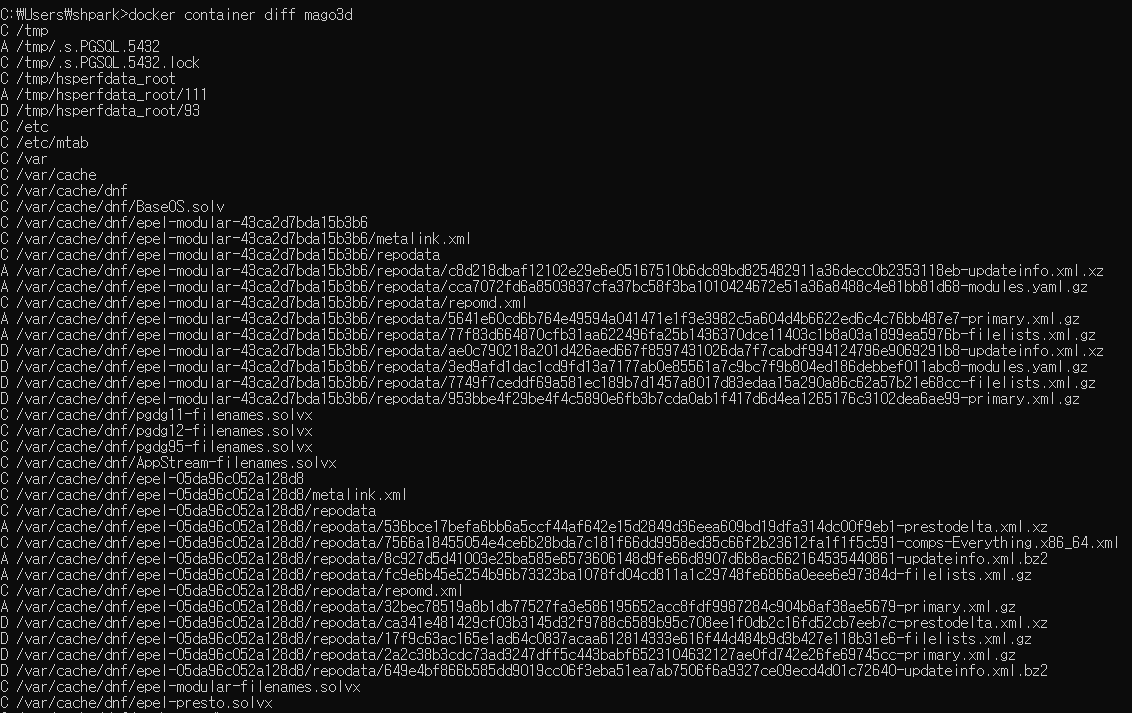 C:₩Users₩shpark>docker container diff mago3d
C /tmp
A /tmp/.s.PGSQL.5432
C /tmp/.s.PGSQL.5432.lock
C /tmp/hsperfdata_root
A /tmp/hsperfdata_root/111
D /tmp/hsperfdata_root/93
C /etc
C /etc/mtab
C /var
C /var/cache
C /var/cache/dnf
C /var/cache/dnf/BaseOS.solv
C /var/cache/dnf/epel-modular-43ca2d7bda15b3b6
C /var/cache/dnf/epel-modular-43ca2d7bda15b3b6/metalink.xml
C /var/cache/dnf/epel-modular-43ca2d7bda15b3b6/repodata
A /var/cache/dnf/epel-modular-43ca2d7bda15b3b6/repodata/c8d218dbaf12102e29e6e05167510b6dc89bd825482911a36decc0b2353118eb-updateinfo.xml.xz
A /var/cache/dnf/epel-modular-43ca2d7bda15b3b6/repodata/cca7072fd6a8503837cfa37bc58f3ba1010424672e51a36a8488c4e81bb81d68-modules.yaml.gz
C /var/cache/dnf/epel-modular-43ca2d7bda15b3b6/repodata/repomd.xml
A /var/cache/dnf/epel-modular-43ca2d7bda15b3b6/repodata/5641e60cd6b764e49594a041471e1f3e3982c5a604d4b6622ed6c4c76bb487e7-primary.xml.gz
A /var/cache/dnf/epel-modular-43ca2d7bda15b3b6/repodata/77f83d664870cfb31aa622496fa25b1436370dce11403c1b8a03a1899ea5976b-filelists.xml.gz
D /var/cache/dnf/epel-modular-43ca2d7bda15b3b6/repodata/ae0c790218a201d426aed667f8597431026da7f7cabdf994124796e9069291b8-updateinfo.xml.xz
D /var/cache/dnf/epel-modular-43ca2d7bda15b3b6/repodata/3ed9afd1dac1cd9fd13a7177ab0e85561a7c9bc7f9b804ed186debbef011abc8-modules.yaml.gz
D /var/cache/dnf/epel-modular-43ca2d7bda15b3b6/repodata/7749f7ceddf69a581ec189b7d1457a8017d83edaa15a290a86c62a57b21e68cc-filelists.xml.gz
D /var/cache/dnf/epel-modular-43ca2d7bda15b3b6/repodata/953bbe4f29be4f4c5890e6fb3b7cda0ab1f417d6d4ea1265176c3102dea6ae99-primary.xml.gz
C /var/cache/dnf/pgdg11-filenames.solvx
C /var/cache/dnf/pgdg12-filenames.solvx
C /var/cache/dnf/pgdg95-filenames.solvx
C /var/cache/dnf/AppStream-filenames.solvx
C /var/cache/dnf/epel-05da96c052a128d8
C /var/cache/dnf/epel-05da96c052a128d8/metalink.xml
C /var/cache/dnf/epel-05da96c052a128d8/repodata
A /var/cache/dnf/epel-05da96c052a128d8/repodata/536bce17befa6bb6a5ccf44af642e15d2849d36eea609bd19dfa314dc00f9eb1-prestodelta.xml.xz
C /var/cache/dnf/epel-05da96c052a128d8/repodata/7566a18455054e4ce6b28bda7c181f66dd9958ed35c66f2b23612fa1f1f5c591-comps-Everything.x86_64.xml
A /var/cache/dnf/epel-05da96c052a128d8/repodata/8c927d5d41003e25ba585e6573606148d9fe66d8907d6b8ac662164535440861-updateinfo.xml.bz2
A /var/cache/dnf/epel-05da96c052a128d8/repodata/fc9e6b45e5254b96b73323ba1078fd04cd811a1c29748fe6866a0eee6e97384d-filelists.xml.gz
C /var/cache/dnf/epel-05da96c052a128d8/repodata/repomd.xml
A /var/cache/dnf/epel-05da96c052a128d8/repodata/32bec78519a8b1db77527fa3e586195652acc8fdf9987284c904b8af38ae5679-primary.xml.gz
D /var/cache/dnf/epel-05da96c052a128d8/repodata/ca341e481429cf03b3145d32f9788c6589b95c708ee1f0db2c16fd52cb7eeb7c-prestodelta.xml.xz
D /var/cache/dnf/epel-05da96c052a128d8/repodata/17f9c63ac165e1ad64c0837acaa612814333e616f44d484b9d3b427e118b31e6-filelists.xml.gz
D /var/cache/dnf/epel-05da96c052a128d8/repodata/2a2c38b3cdc73ad3247dff5c443babf6523104632127ae0fd742e26fe69745cc-primary.xml.gz
D /var/cache/dnf/epel-05da96c052a128d8/repodata/649e4bf866b585dd9019cc06f3eba51ea7ab7506f6a9327ce09ecd4d01c72640-updateinfo.xml.bz2
C /var/cache/dnf/epel-modular-filenames.solvx
C /var/cache/dnf/epel-presto.solvx